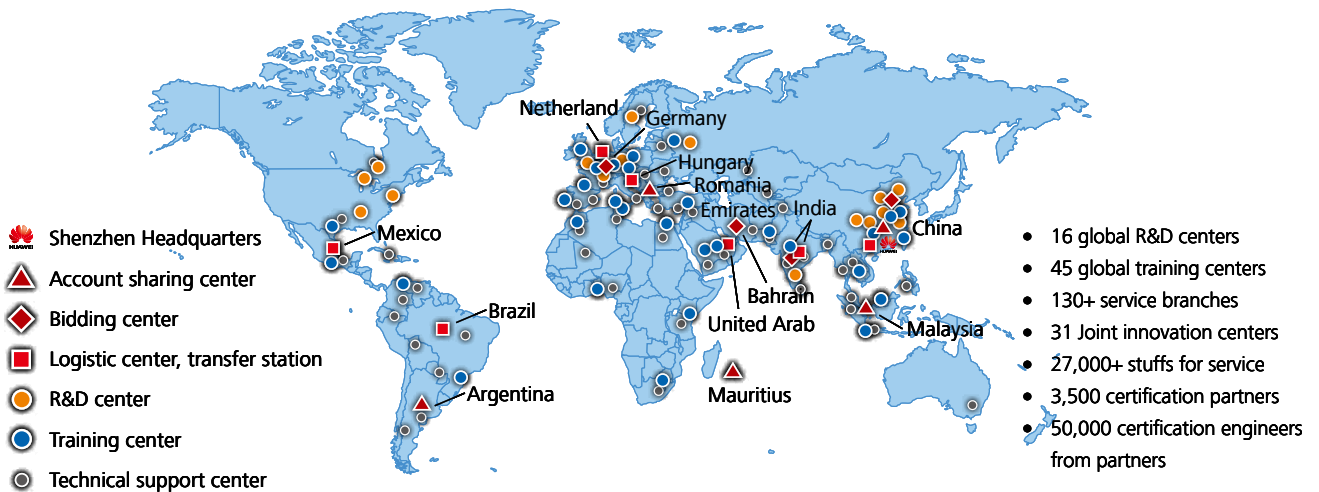 Netherland
Germany
Hungary
Romania
Emirates
India
China
Mexico
Bahrain
United Arab
Brazil
Malaysia
Mauritius
Argentina
HUAWEI
Shenzhen Headquarters
Account sharing center
Bidding center
Logistic center, transfer station
R&D center
Training center
Technical support center
• 16 global R&D centers
• 45 global training centers
• 130+ service branches
• 31 Joint innovation centers
• 27,000+ stuffs for service
• 3,500 certification partners
• 50,000 certification engineers
from partners